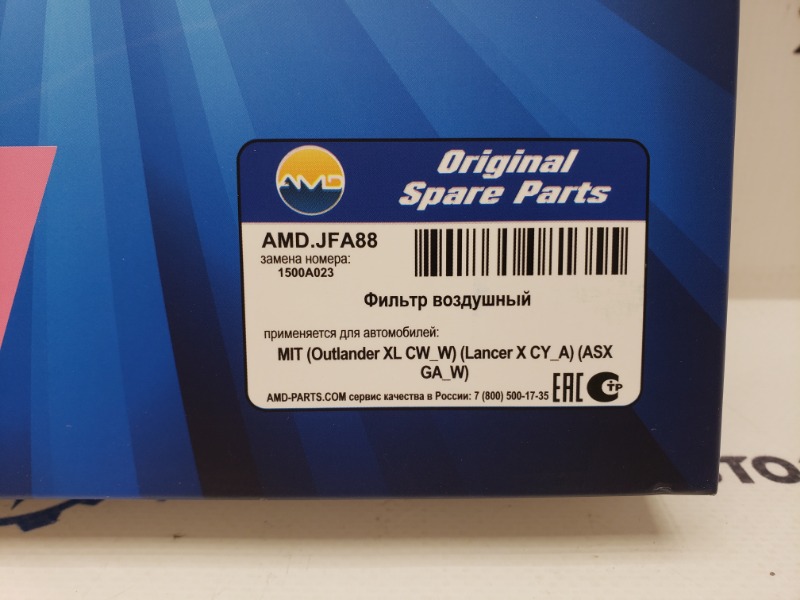 AMD
Original
Spare Parts
AMD.JFA88
замена номера:
1500A023
Фильтр воздушный
применяется для автомобилей:
MIT (Outlander XL CW_W) (Lancer X CY_A) (ASX
GA_W)
AMD-PARTS.COM сервис качества в России: 7 (800) 500-17-35
EAC
СТР